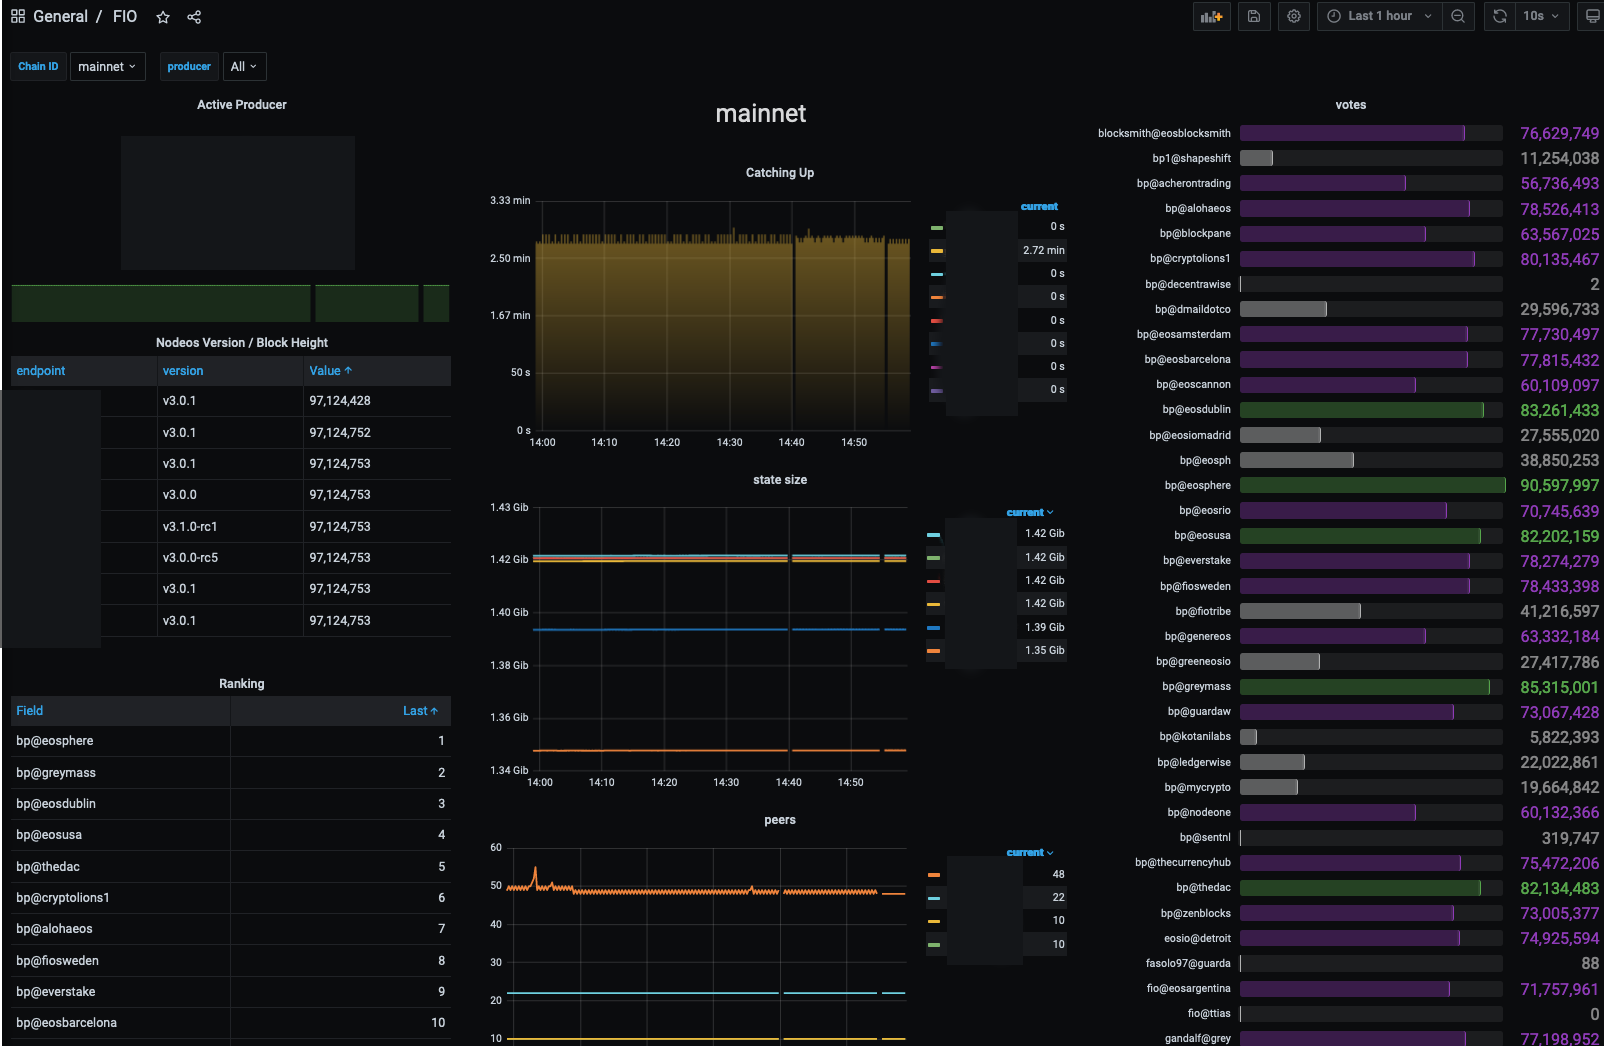 General / FIO
Last 1 hour
10s
Chain ID
mainnet
producer
All
Active Producer
Nodeos Version / Block Height
endpoint version Value ↑
v3.0.1 97,124,428
v3.0.1 97,124,752
v3.0.1 97,124,753
v3.0.0 97,124,753
v3.1.0-rc1 97,124,753
v3.0.0-rc5 97,124,753
v3.0.1 97,124,753
v3.0.1 97,124,753
Ranking
Field Last ↑
bp@eosphere 1
bp@greymass 2
bp@eosdublin 3
bp@eosusa 4
bp@thedac 5
bp@cryptolions1 6
bp@alohaeos 7
bp@fiosweden 8
bp@everstake 9
bp@eosbarcelona 10
mainnet
Catching Up
3.33 min
2.50 min
1.67 min
50 s
0 s
14:00 14:10 14:20 14:30 14:40 14:50
current
0 s
2.72 min
0 s
0 s
0 s
0 s
0 s
0 s
state size
1.43 Gib
1.42 Gib
1.40 Gib
1.38 Gib
1.36 Gib
1.34 Gib
14:00 14:10 14:20 14:30 14:40 14:50
current
1.42 Gib
1.42 Gib
1.42 Gib
1.42 Gib
1.39 Gib
1.35 Gib
peers
60
50
40
30
20
10
current
48
22
10
10
votes
blocksmith@eosblocksmith 76,629,749
bp1@shapeshift 11,254,038
bp@acherontrading 56,736,493
bp@alohaeos 78,526,413
bp@blockpane 63,567,025
bp@cryptolions1 80,135,467
bp@decentrawise 2
bp@dmaildotco 29,596,733
bp@eosamsterdam 77,730,497
bp@eosbarcelona 77,815,432
bp@eoscannon 60,109,097
bp@eosdublin 83,261,433
bp@eosiomadrid 27,555,020
bp@eosph 38,850,253
bp@eosphere 90,597,997
bp@eosrio 70,745,639
bp@eosusa 82,202,159
bp@everstake 78,274,279
bp@fiosweden 78,433,398
bp@fiotribe 41,216,597
bp@genereos 63,332,184
bp@greeneosio 27,417,786
bp@greymass 85,315,001
bp@guardaw 73,067,428
bp@kotanilabs 5,822,393
bp@ledgerwise 22,022,861
bp@mycrypto 19,664,842
bp@nodeone 60,132,366
bp@sentnl 319,747
bp@thecurrencyhub 75,472,206
bp@thedac 82,134,483
bp@zenblocks 73,005,377
eosio@detroit 74,925,594
fasolo97@guarda 88
fio@eosargentina 71,757,961
fio@ttias 0
gandalf@grey 77,198,952